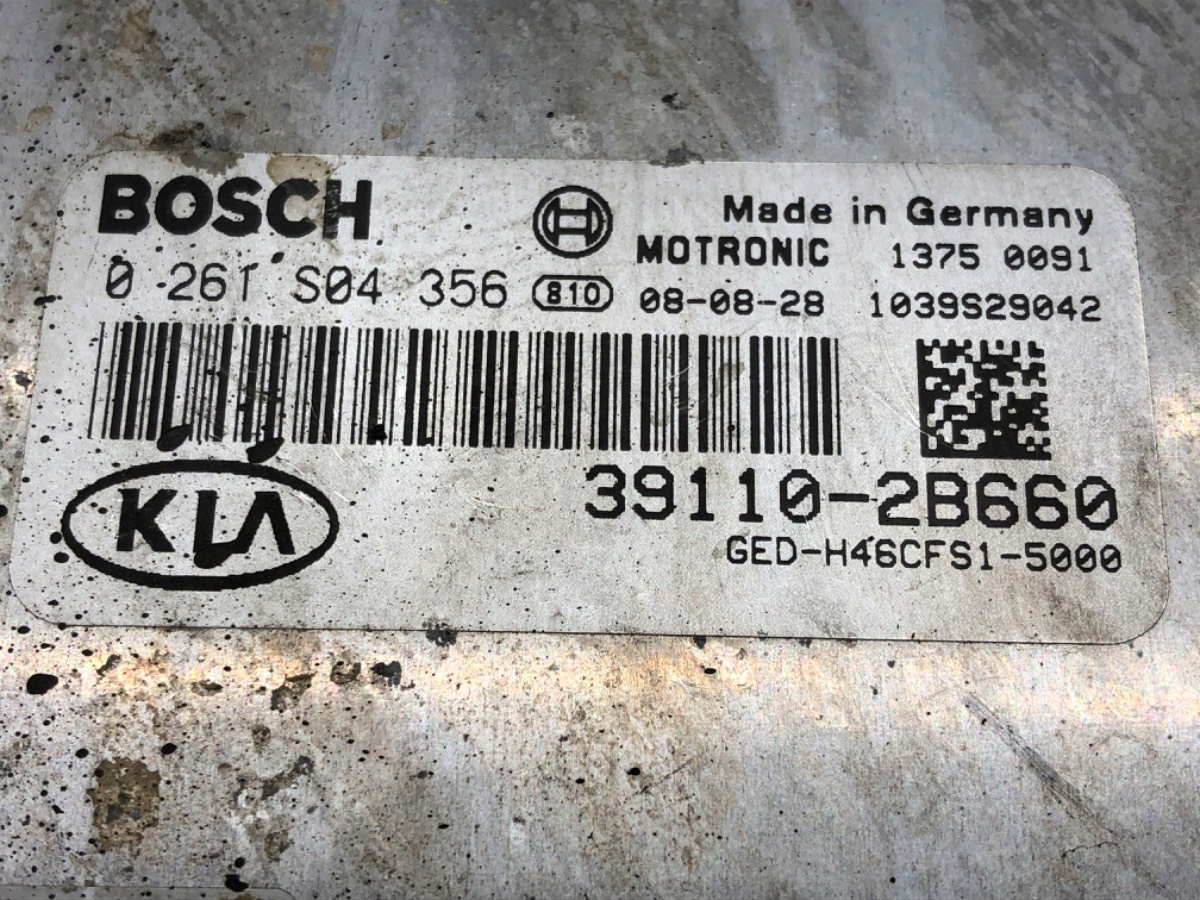 BOSCH
Made in Germany
MOTRONIC 1375 0091
0 261 S04 356 810 08-08-28 1039S29042
KIA
39110-2B660
GED-H46CFS1-5000